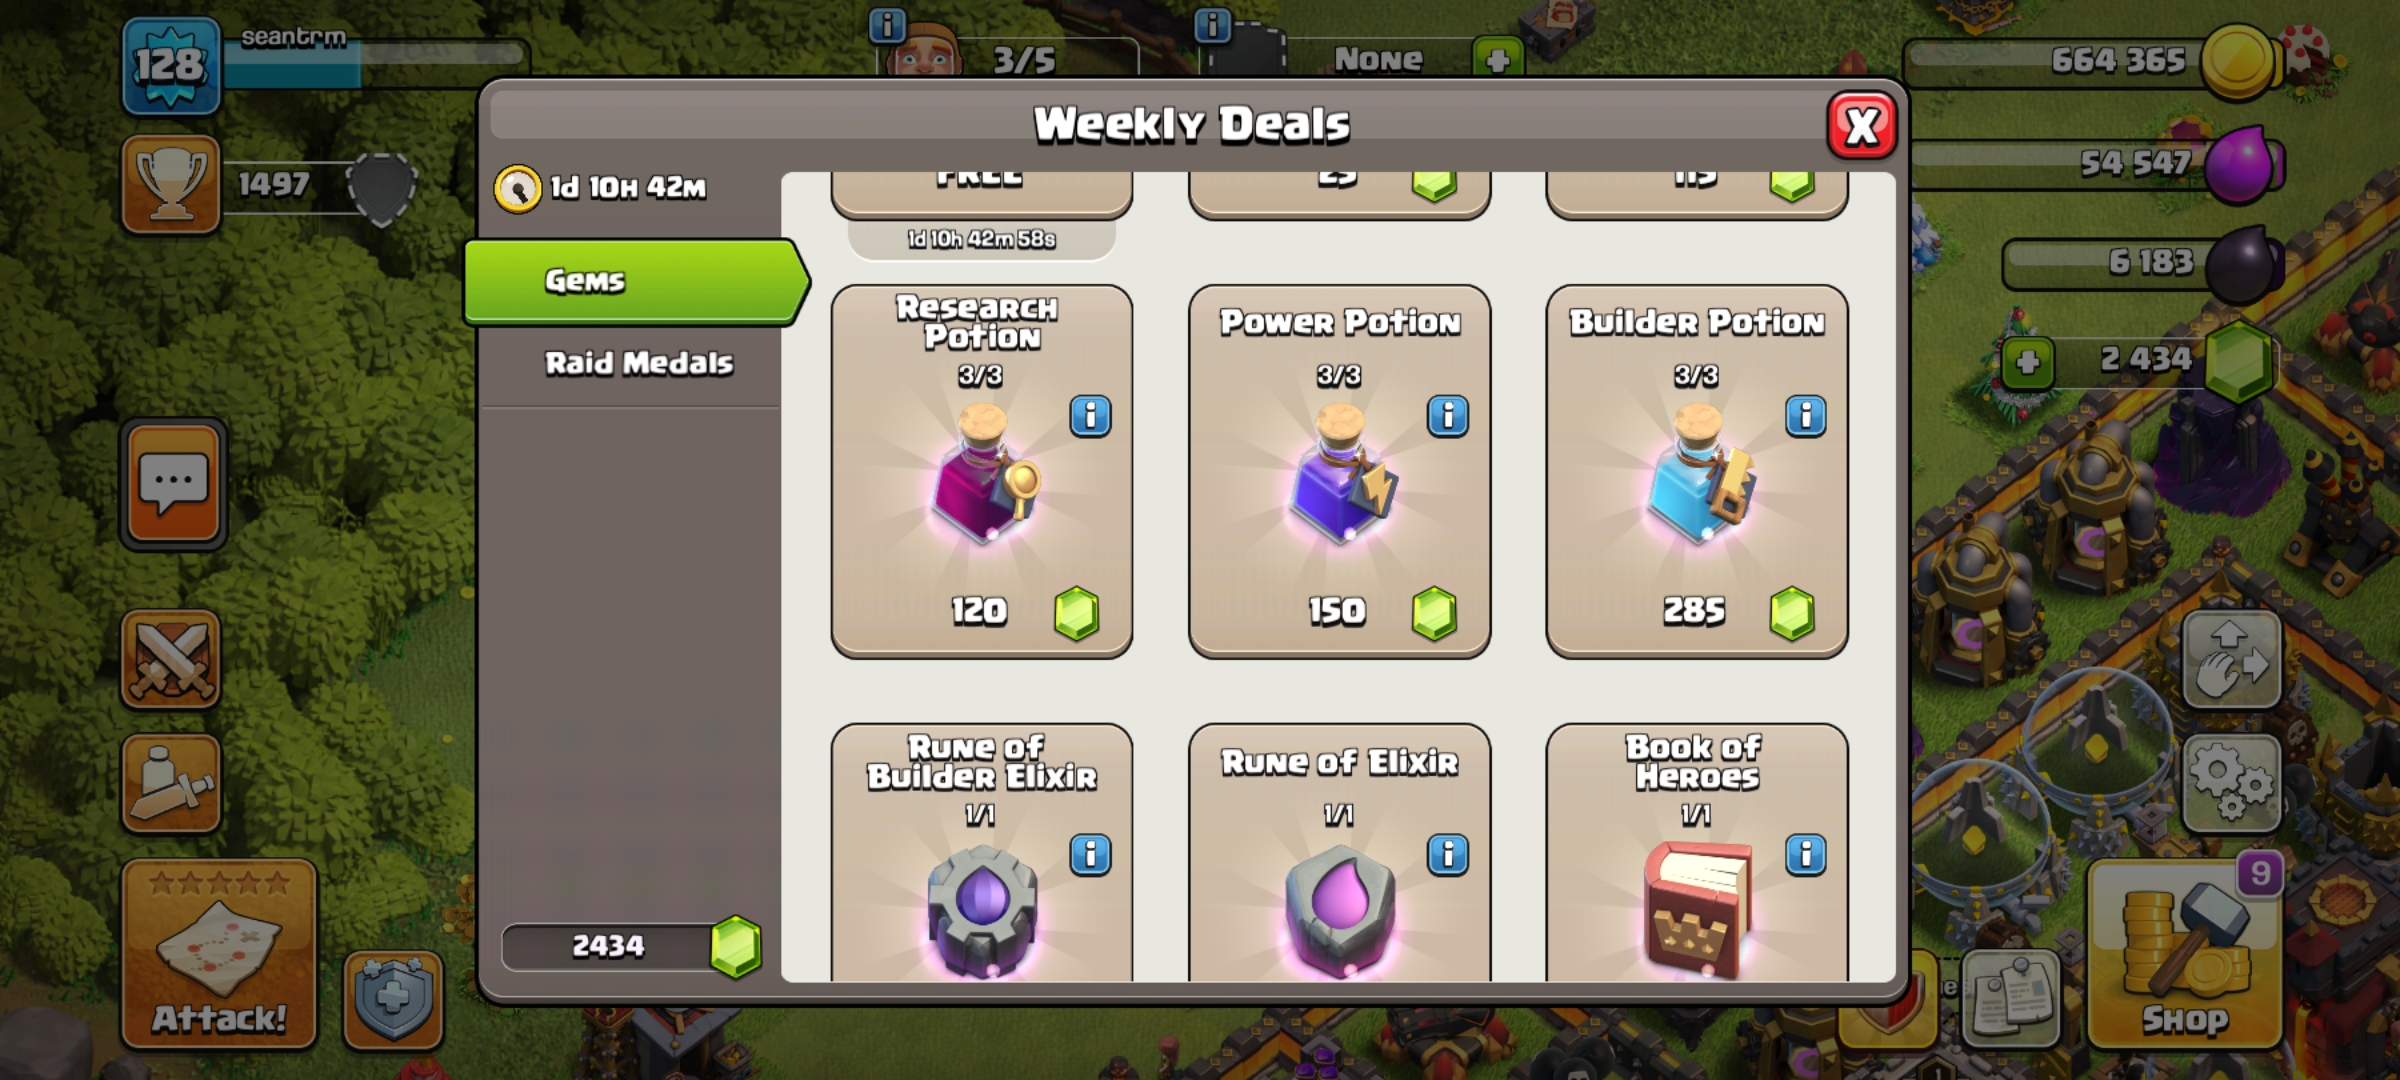 128
seantrm
3/5
None
664 365
Weekly Deals
X
1497
1d 10h 42m
54 547
FREE
25
115
1d 10h 42m 58s
6 183
Gems
Research
Potion
Power Potion
Builder Potion
Raid Medals
2 434
3/3
3/3
3/3
120
150
285
Rune of
Builder Elixir
Rune of Elixir
Book of
Heroes
1/1
1/1
1/1
9
2434
Attack!
Shop